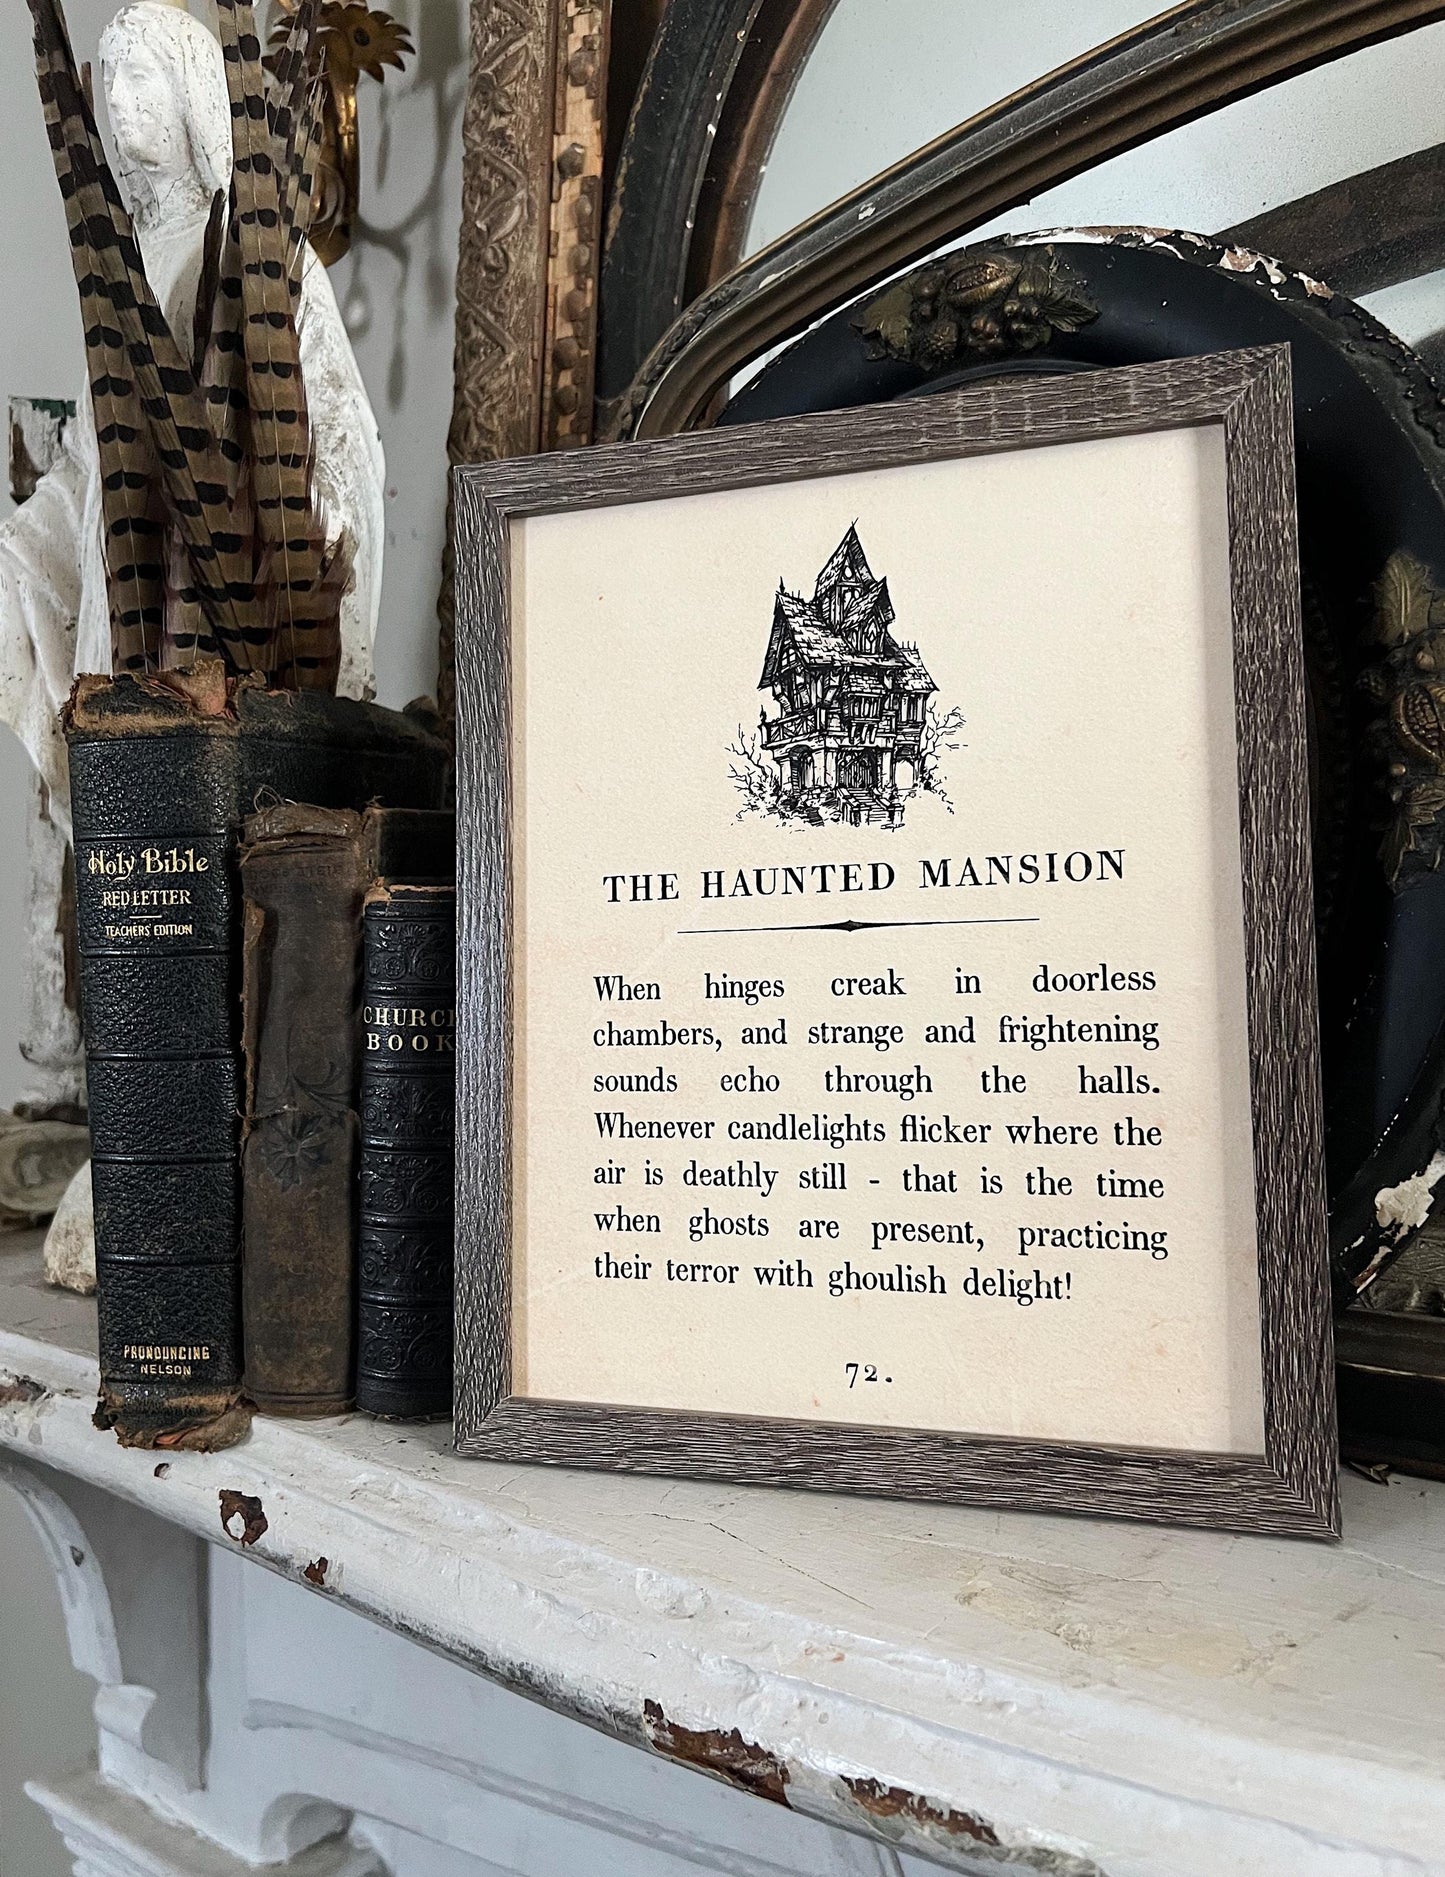 Holy Bible
RED LETTER
TEACHERS' EDITION
PRONOUNCING
NELSON
CHURC
BOOK
THE HAUNTED MANSION
When hinges creak in doorless
chambers, and strange and frightening
sounds echo through the halls.
Whenever candlelights flicker where the
air is deathly still - that is the time
when ghosts are present, practicing
their terror with ghoulish delight!
72.